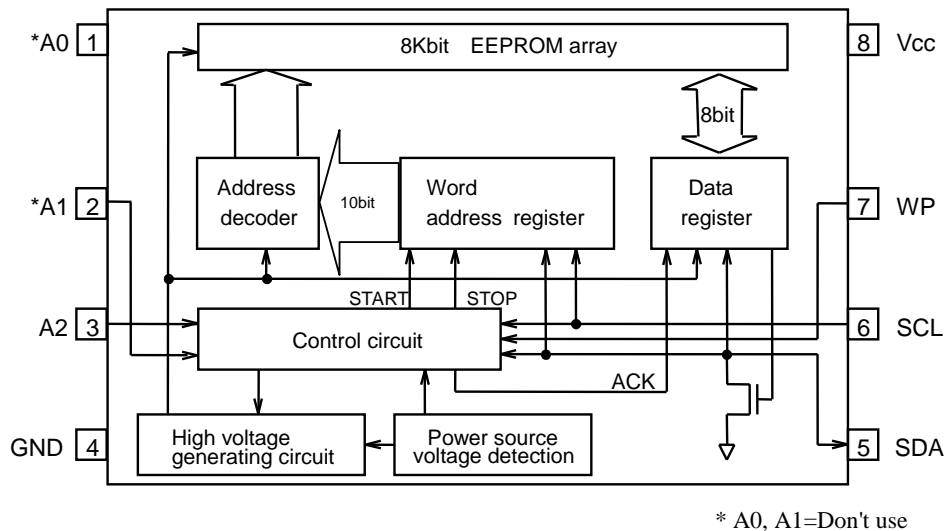 8Kbit EEPROM array
*A0 1
8 Vcc
8bit
Address
decoder
10bit
Word
address register
Data
register
*A1 2
7 WP
START
STOP
A2 3
Control circuit
6 SCL
ACK
GND 4
High voltage
generating circuit
Power source
voltage detection
5 SDA
* A0, A1=Don't use